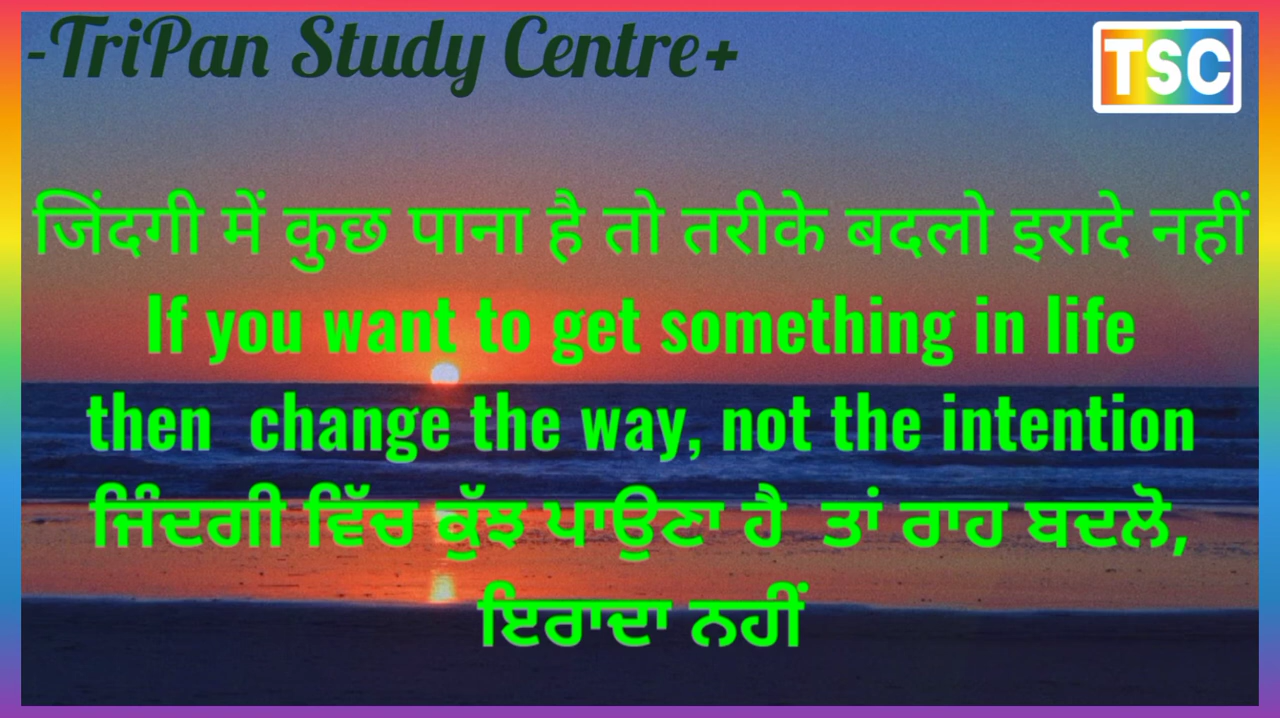 -TriPan Study Centre+
TSC
जिंदगी में कुछ पाना है तो तरीके बदलो इरादे नहीं
If you want to get something in life
then change the way, not the intention
ਜਿੰਦਗੀ ਵਿੱਚ ਕੁੱਝ ਪਾਉਣਾ ਹੈ ਤਾਂ ਰਾਹ ਬਦਲੋ,
ਇਰਾਦਾ ਨਹੀਂ